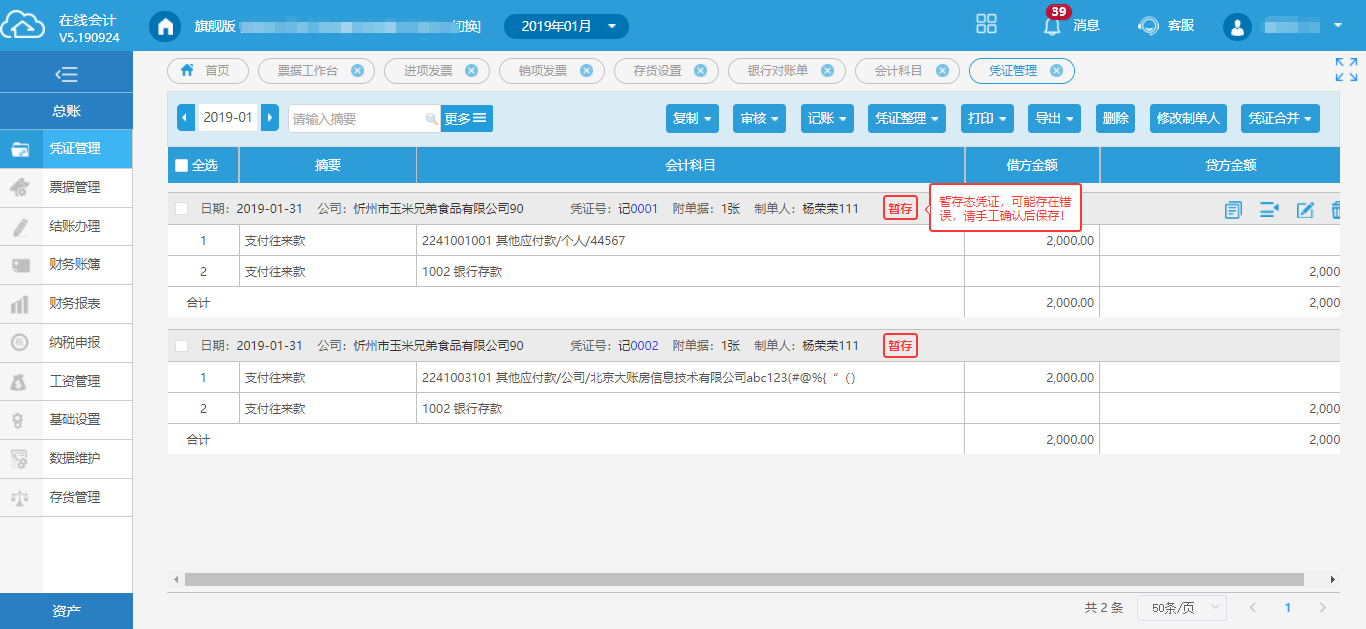 在线会计
V5.190924
旗舰版
切换]
2019年01月
39
消息
客服
总账
凭证管理
票据管理
结账办理
财务账簿
财务报表
纳税申报
工资管理
基础设置
数据维护
存货管理
资产
首页 票据工作台 进项发票 销项发票 存货设置 银行对账单 会计科目 凭证管理
2019-01 请输入摘要 更多 复制 审核 记账 凭证整理 打印 导出 删除 修改制单人 凭证合并
全选 摘要 会计科目 借方金额 贷方金额
日期：2019-01-31 公司：忻州市玉米兄弟食品有限公司90 凭证号：记0001 附单据：1张 制单人：杨荣荣111 暂存
暂存态凭证，可能存在错
误，请手工确认后保存！
1 支付往来款 2241001001 其他应付款/个人/44567 2,000.00
2 支付往来款 1002 银行存款 2,000
合计 2,000.00 2,000
日期：2019-01-31 公司：忻州市玉米兄弟食品有限公司90 凭证号：记0002 附单据：1张 制单人：杨荣荣111 暂存
1 支付往来款 2241003101 其他应付款/公司/北京大账房信息技术有限公司abc123(#@%{“ () 2,000.00
2 支付往来款 1002 银行存款 2,000
合计 2,000.00 2,000
共 2 条 50条/页 1